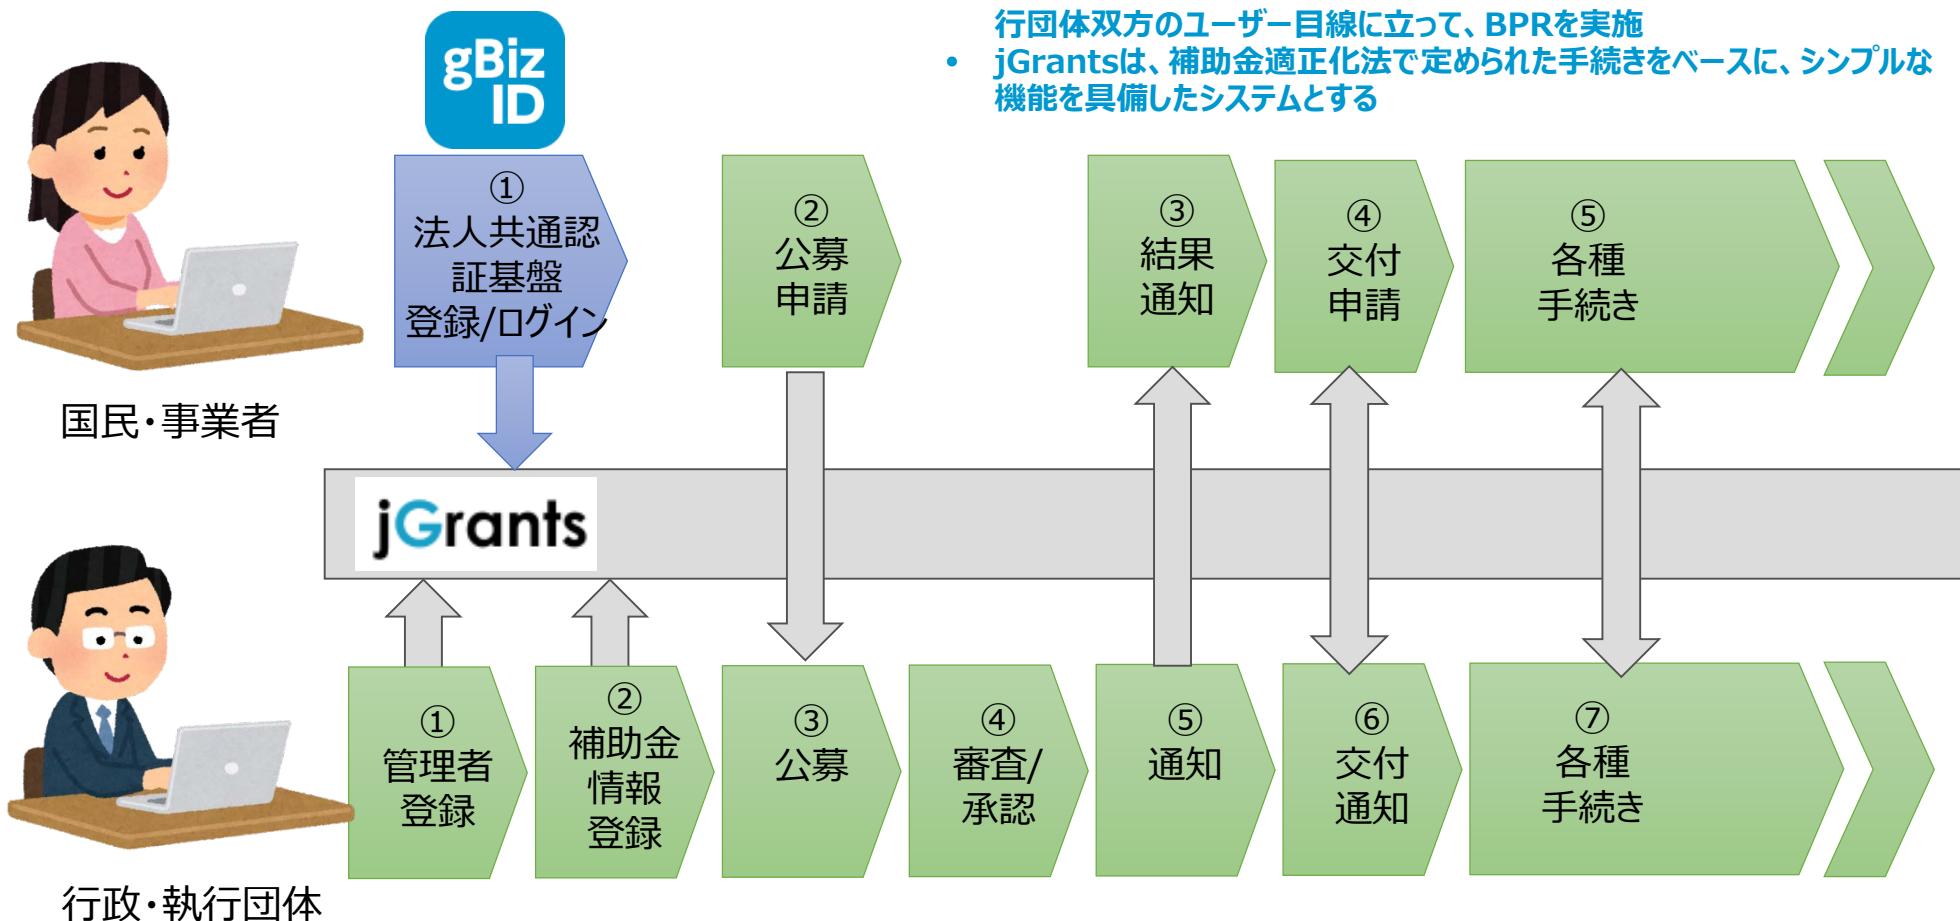 行団体双方のユーザー目線に立って、BPRを実施
• jGrantsは、補助金適正化法で定められた手続きをベースに、シンプルな
機能を具備したシステムとする
gBiz
ID
①
法人共通認
証基盤
登録/ログイン
②
公募
申請
③
結果
通知
④
交付
申請
⑤
各種
手続き
国民・事業者
jGrants
①
管理者
登録
②
補助金
情報
登録
③
公募
④
審査/
承認
⑤
通知
⑥
交付
通知
⑦
各種
手続き
行政・執行団体